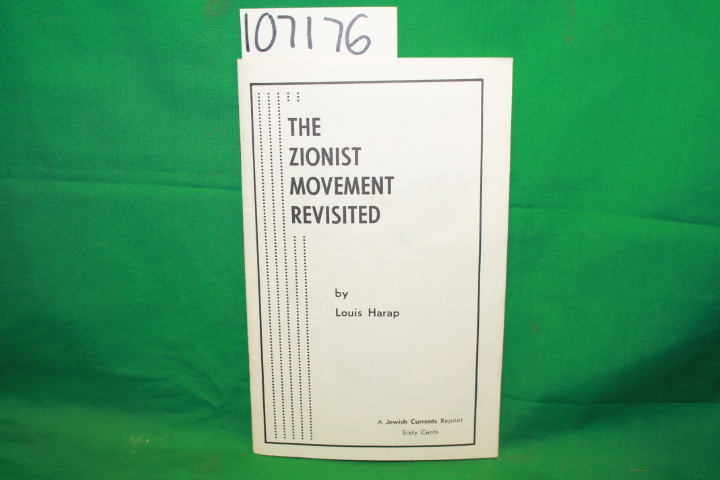 107176
THE
ZIONIST
MOVEMENT
REVISITED
by
Louis Harap
A Jewish Currents Reprint
Sixty Cents